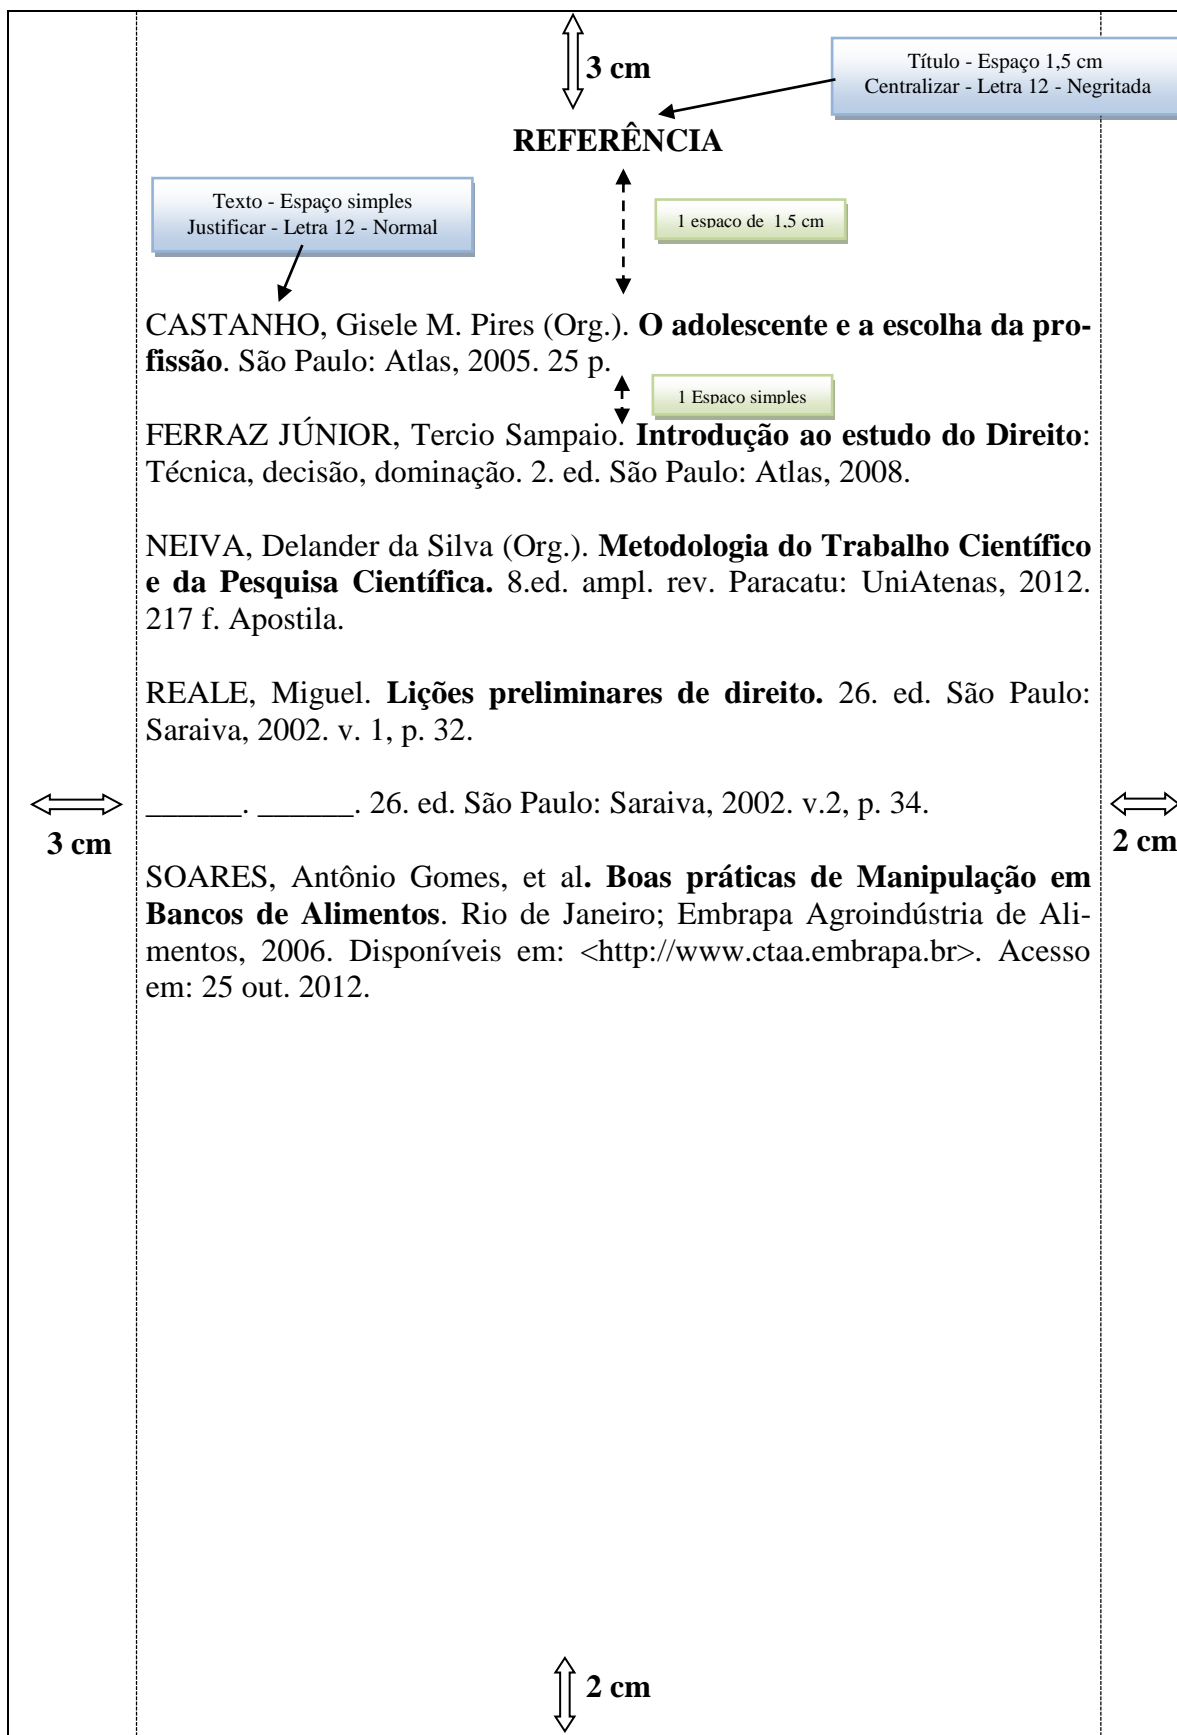 3 cm
Título - Espaço 1,5 cm
Centralizar - Letra 12 - Negritada
REFERÊNCIA
Texto - Espaço simples
Justificar - Letra 12 - Normal
1 espaço de 1,5 cm
CASTANHO, Gisele M. Pires (Org.). O adolescente e a escolha da pro-
fissão. São Paulo: Atlas, 2005. 25 p.
1 Espaço simples
FERRAZ JÚNIOR, Tercio Sampaio. Introdução ao estudo do Direito:
Técnica, decisão, dominação. 2. ed. São Paulo: Atlas, 2008.
NEIVA, Delander da Silva (Org.). Metodologia do Trabalho Científico
e da Pesquisa Científica. 8.ed. ampl. rev. Paracatu: UniAtenas, 2012.
217 f. Apostila.
REALE, Miguel. Lições preliminares de direito. 26. ed. São Paulo:
Saraiva, 2002. v. 1, p. 32.
______. ______. 26. ed. São Paulo: Saraiva, 2002. v.2, p. 34.
3 cm
2 cm
SOARES, Antônio Gomes, et al. Boas práticas de Manipulação em
Bancos de Alimentos. Rio de Janeiro; Embrapa Agroindústria de Ali-
mentos, 2006. Disponíveis em: <http://www.ctaa.embrapa.br>. Acesso
em: 25 out. 2012.
2 cm